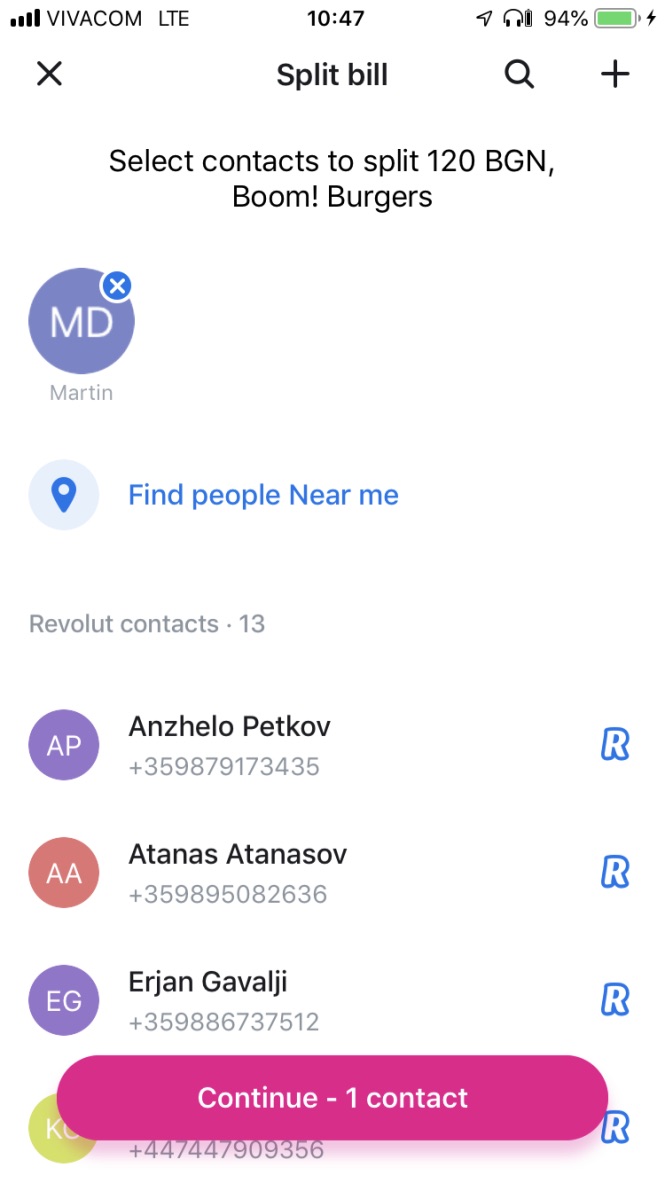 VIVACOM LTE 10:47 94%
Split bill
Select contacts to split 120 BGN,
Boom! Burgers
MD
Martin
Find people Near me
Revolut contacts · 13
AP Anzhelo Petkov R
+359879173435
AA Atanas Atanasov R
+359895082636
EG Erjan Gavalji R
+359886737512
Continue - 1 contact
R
+447447909356